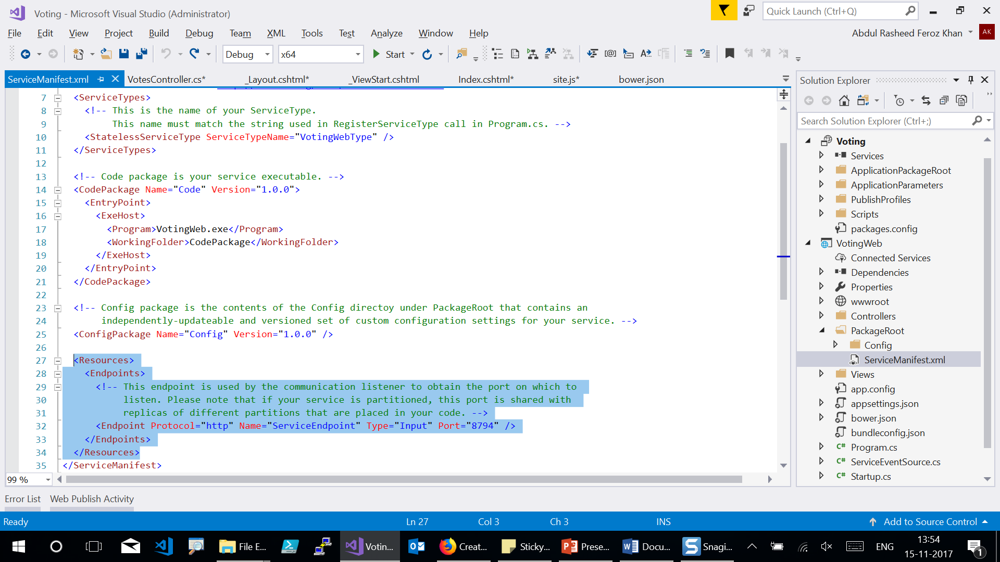 Voting - Microsoft Visual Studio (Administrator)
Quick Launch (Ctrl+Q)
File Edit View Project Build Debug Team XML Tools Test Analyze Window Help
Abdul Rasheed Feroz Khan AK
Debug x64 Start
ServiceManifest.xml VotesController.cs* _Layout.cshtml* _ViewStart.cshtml Index.cshtml* site.js* bower.json
7 <ServiceTypes>
8 <!-- This is the name of your ServiceType.
9 This name must match the string used in RegisterServiceType call in Program.cs. -->
10 <StatelessServiceType ServiceTypeName="VotingWebType" />
11 </ServiceTypes>
12
13 <!-- Code package is your service executable. -->
14 <CodePackage Name="Code" Version="1.0.0">
15 <EntryPoint>
16 <ExeHost>
17 <Program>VotingWeb.exe</Program>
18 <WorkingFolder>CodePackage</WorkingFolder>
19 </ExeHost>
20 </EntryPoint>
21 </CodePackage>
22
23 <!-- Config package is the contents of the Config directoy under PackageRoot that contains an
24 independently-updateable and versioned set of custom configuration settings for your service. -->
25 <ConfigPackage Name="Config" Version="1.0.0" />
26
27 <Resources>
28 <Endpoints>
29 <!-- This endpoint is used by the communication listener to obtain the port on which to
30 listen. Please note that if your service is partitioned, this port is shared with
31 replicas of different partitions that are placed in your code. -->
32 <Endpoint Protocol="http" Name="ServiceEndpoint" Type="Input" Port="8794" />
33 </Endpoints>
34 </Resources>
35 </ServiceManifest>
99 %
Solution Explorer
Search Solution Explorer (Ctrl+;)
Voting
Services
ApplicationPackageRoot
ApplicationParameters
PublishProfiles
Scripts
packages.config
VotingWeb
Connected Services
Dependencies
Properties
wwwroot
Controllers
PackageRoot
Config
ServiceManifest.xml
Views
app.config
appsettings.json
bower.json
bundleconfig.json
C# Program.cs
C# ServiceEventSource.cs
C# Startup.cs
Error List Web Publish Activity
Ready Ln 27 Col 3 Ch 3 INS Add to Source Control
File E... Votin... Creat... Sticky... Prese... Docu... Snagi... ENG 13:54
15-11-2017 1